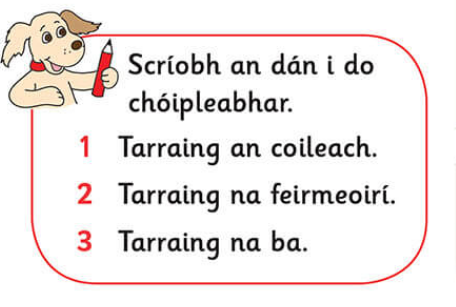 Scríobh an dán i do
chóipleabhar.
1 Tarraing an coileach.
2 Tarraing na feirmeoirí.
3 Tarraing na ba.